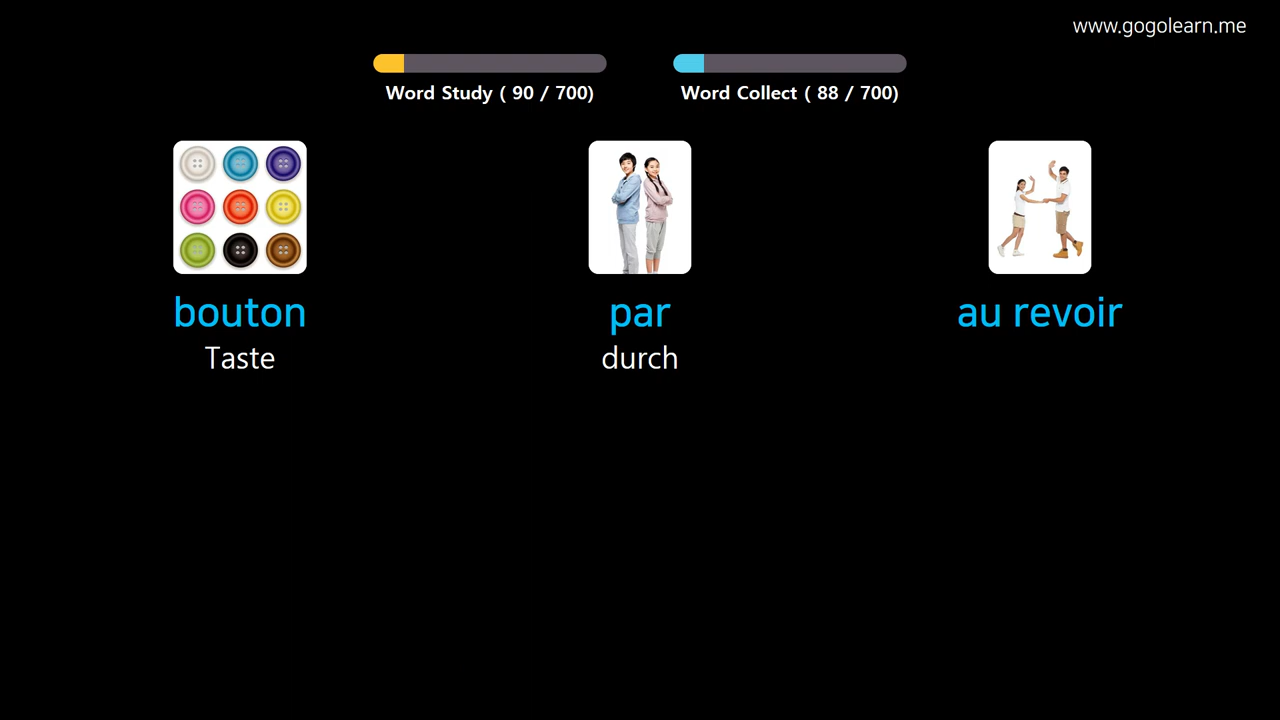 www.gogolearn.me
Word Study ( 90 / 700)
Word Collect ( 88 / 700)
bouton
par
au revoir
Taste
durch